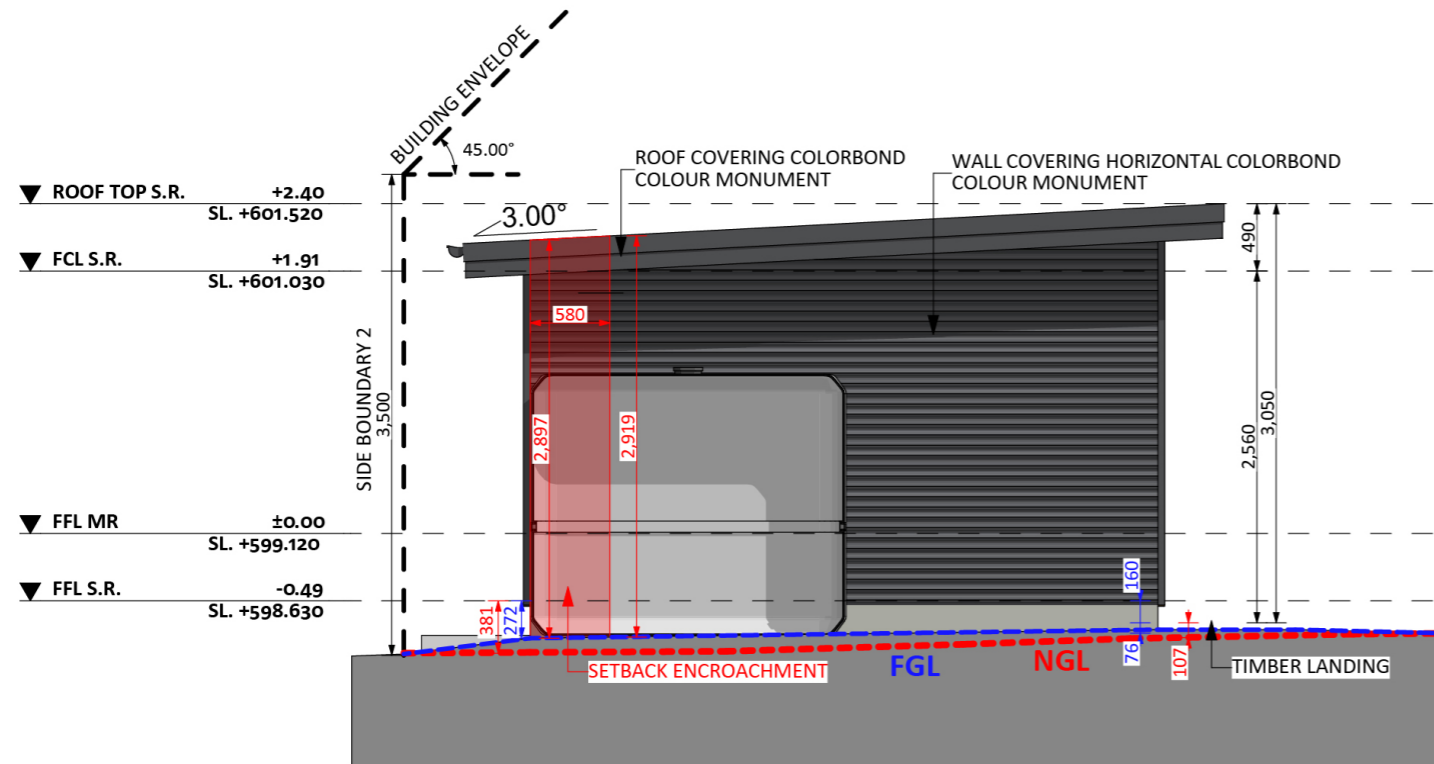 BUILDING ENVELOPE
45.00°
ROOF COVERING COLORBOND
COLOUR MONUMENT
WALL COVERING HORIZONTAL COLORBOND
COLOUR MONUMENT
ROOF TOP S.R. +2.40
SL. +601.520
3.00°
490
FCL S.R. +1.91
SL. +601.030
580
SIDE BOUNDARY 2
3,500
2,897
2,919
2,560
3,050
FFL MR ±0.00
SL. +599.120
FFL S.R. -0.49
SL. +598.630
381
272
160
76
107
SETBACK ENCROACHMENT
FGL
NGL
TIMBER LANDING